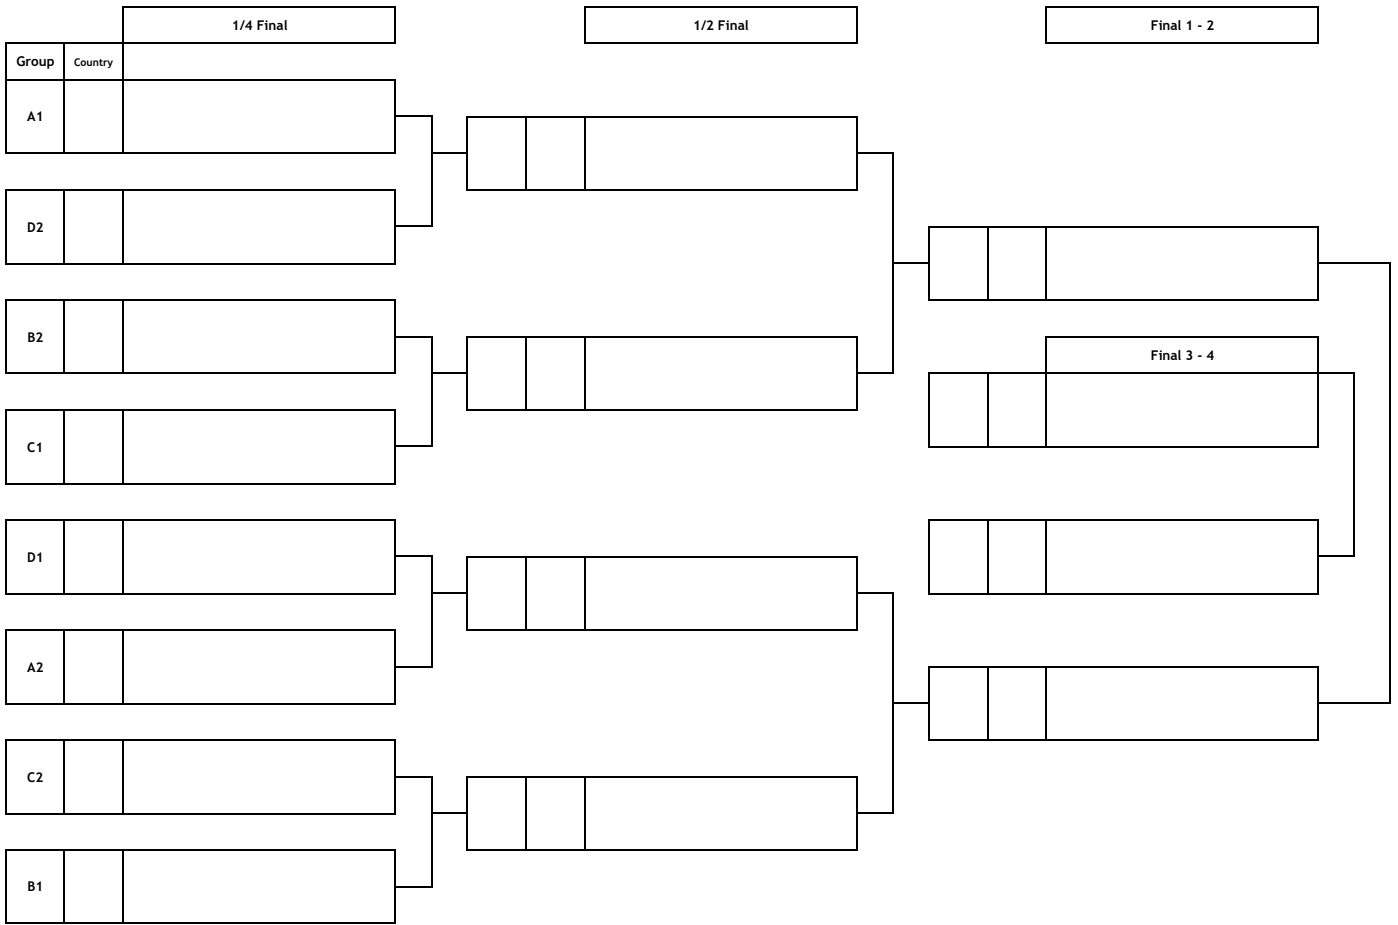 1/4 Final
1/2 Final
Final 1 - 2
Group Country
A1
D2
B2
Final 3 - 4
C1
D1
A2
C2
B1